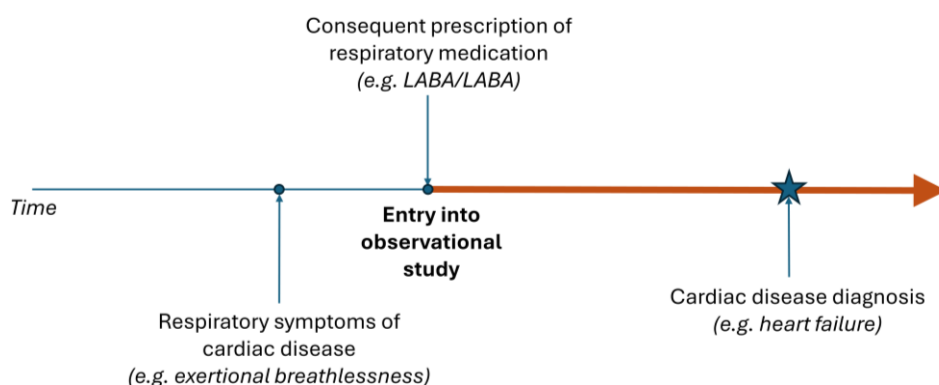 Consequent prescription of
respiratory medication
(e.g. LABA/LABA)
Time
Entry into
observational
study
Cardiac disease diagnosis
(e.g. heart failure)
Respiratory symptoms of
cardiac disease
(e.g. exertional breathlessness)